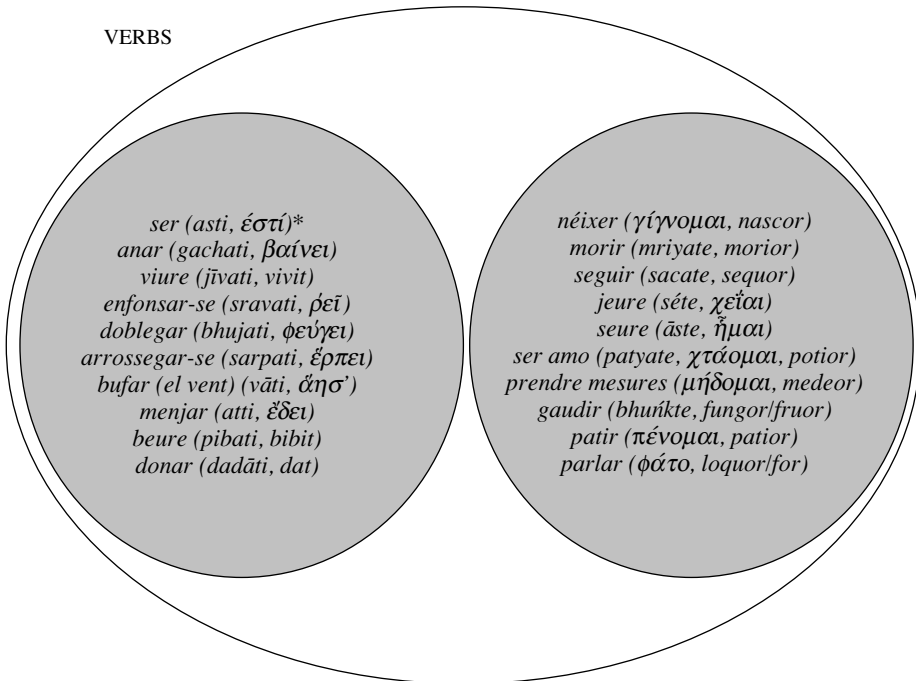 VERBS
ser (asti, έστί)*
anar (gachati, βαίνει)
viure (jīvati, vivit)
enfonsar-se (sravati, ῥεῖ)
doblegar (bhujati, φεύγει)
arrossegar-se (sarpati, ἕρπει)
bufar (el vent) (vāti, ἄησ’)
menjar (atti, ἔδει)
beure (pibati, bibit)
donar (dadāti, dat)
néixer (γίγνομαι, nascor)
morir (mriyate, morior)
seguir (sacate, sequor)
jeure (séte, χεῖται)
seure (āste, ἧμαι)
ser amo (patyate, χτάομαι, potior)
prendre mesures (μήδομαι, medeor)
gaudir (bhuńkte, fungor/fruor)
patir (πένομαι, patior)
parlar (φάτο, loquor/for)